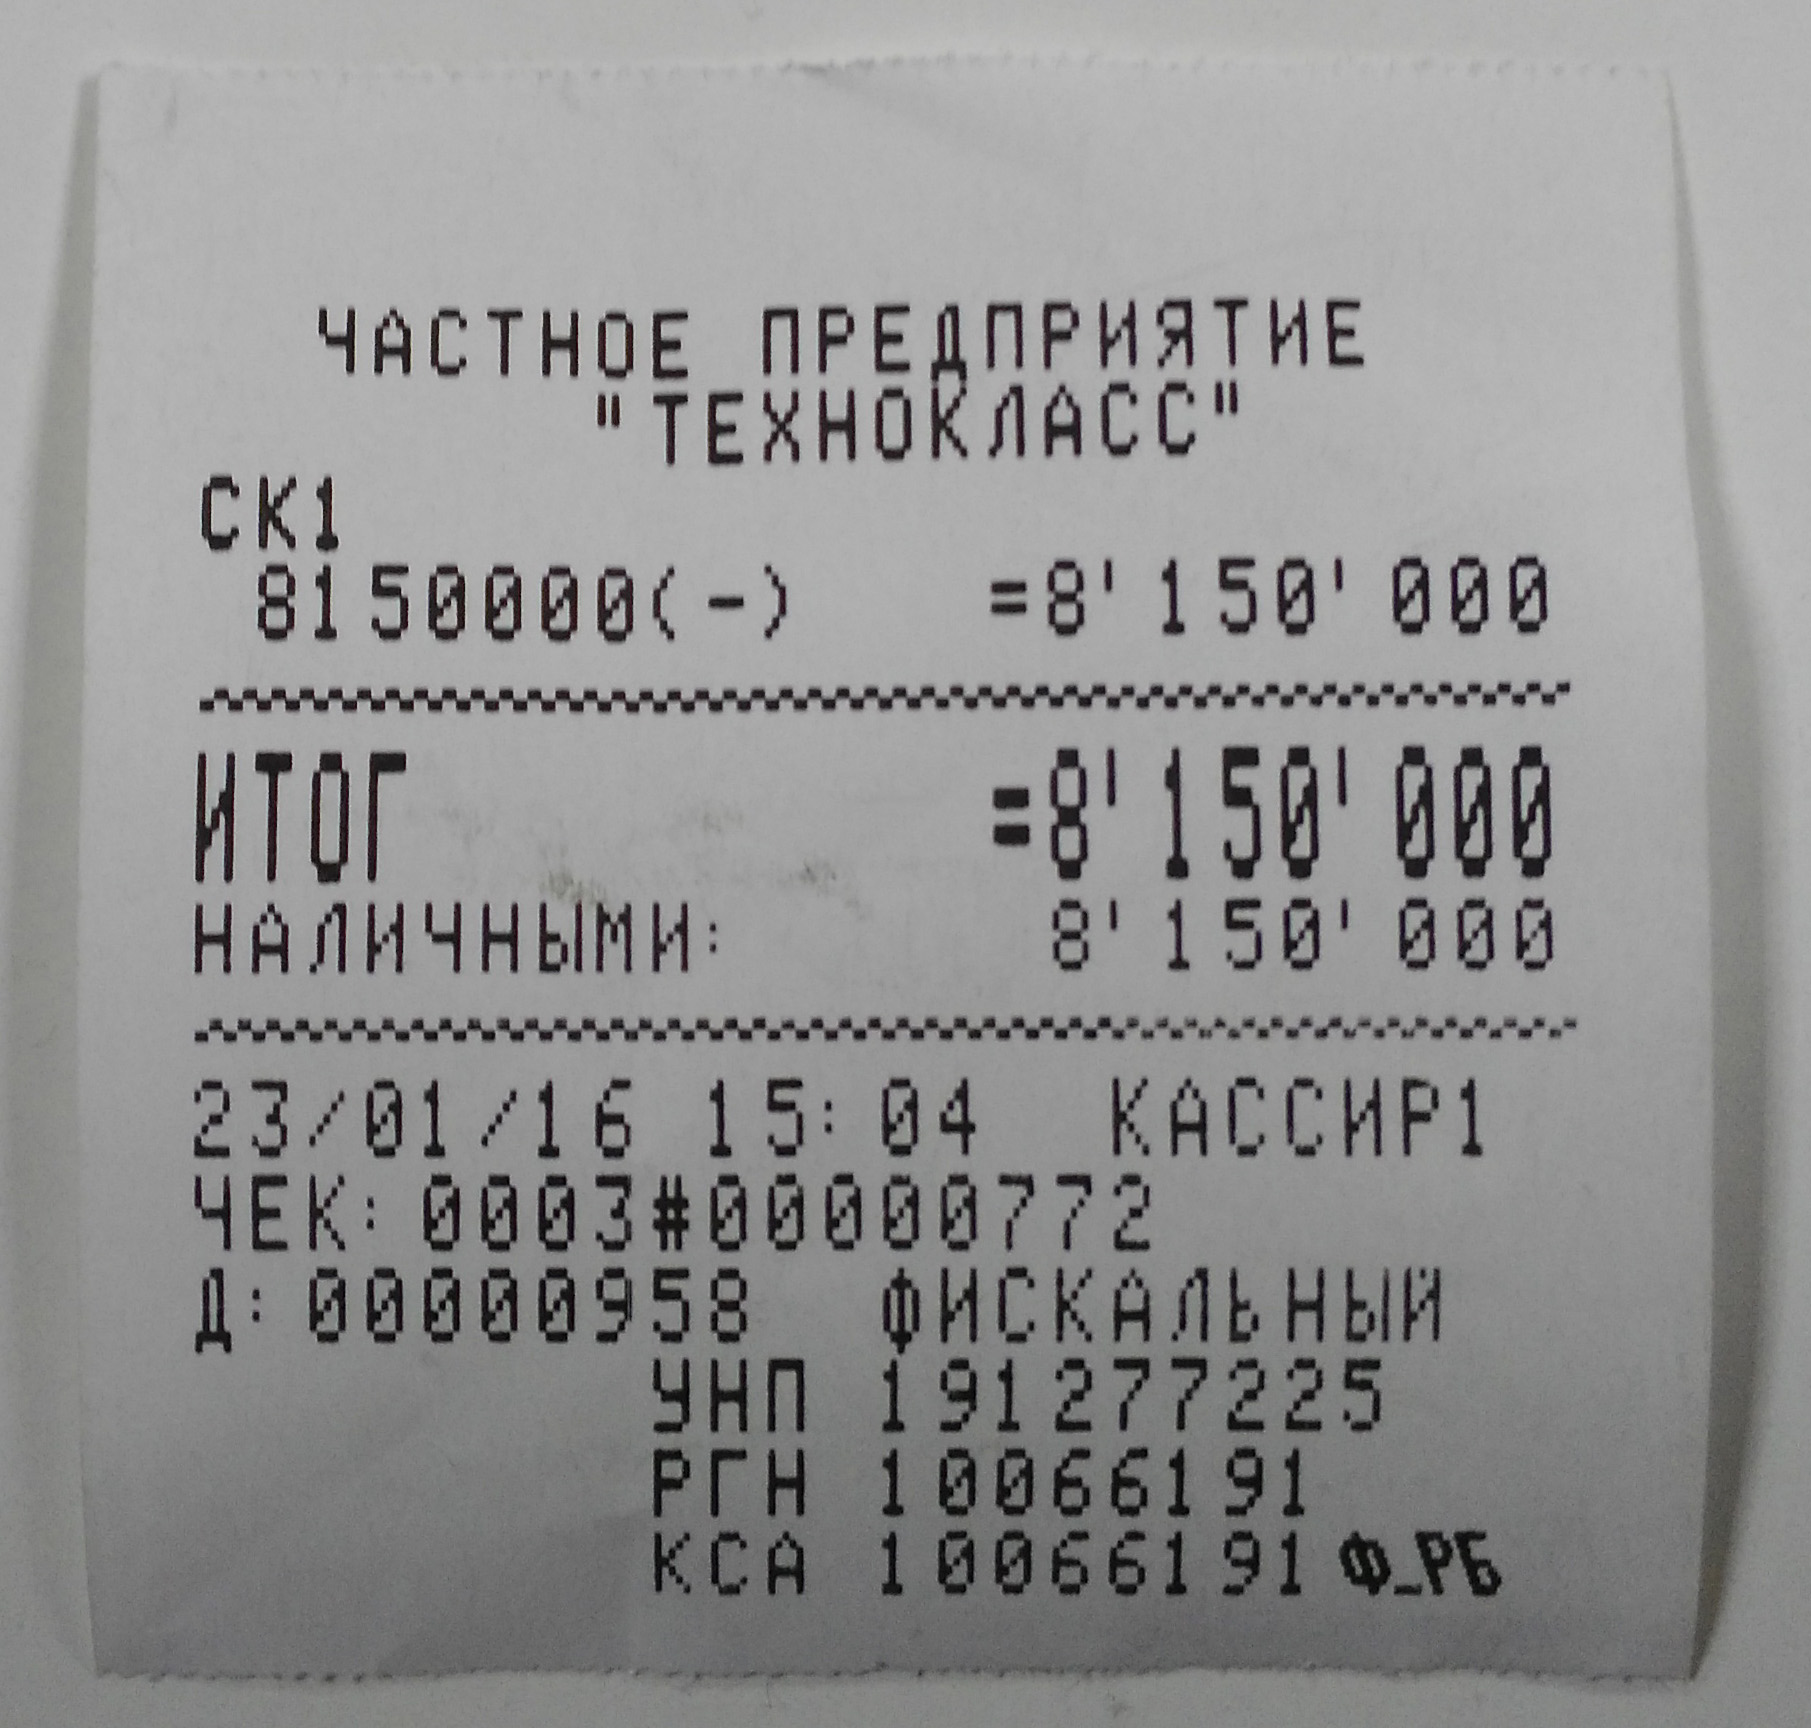 ЧАСТНОЕ ПРЕДПРИЯТИЕ
"ТЕХНОКЛАСС"
СК1
8150000(-) =8'150'000
ИТОГ =8'150'000
НАЛИЧНЫМИ: 8'150'000
23/01/16 15:04 КАССИР1
ЧЕК:0003#00000772
Д:00000958 ФИСКАЛЬНЫЙ
УНП 191277225
РГН 10066191
КСА 10066191 Ф_РБ